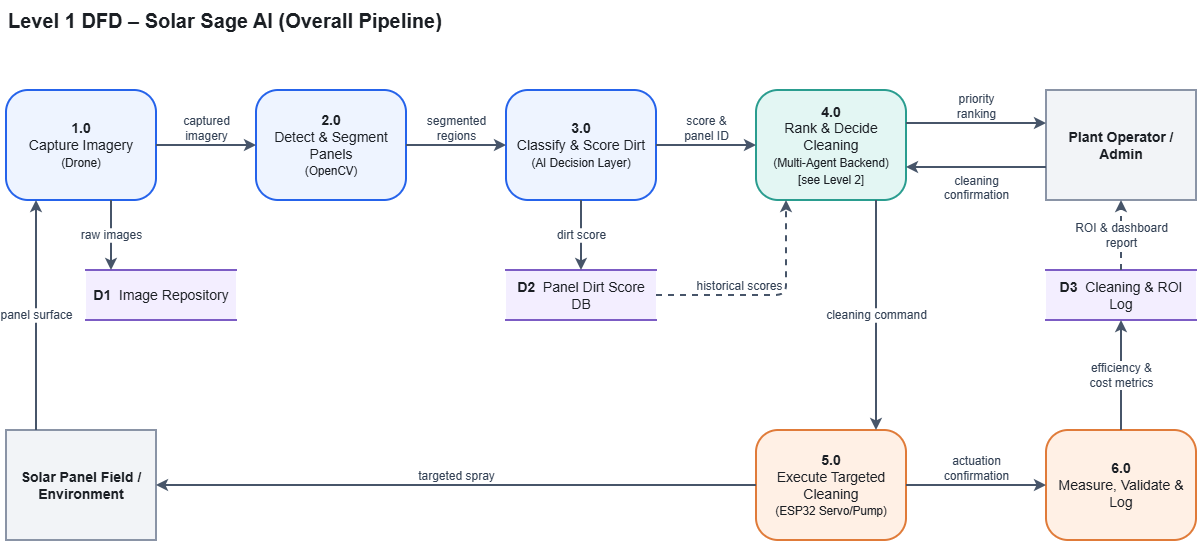 Level 1 DFD – Solar Sage AI (Overall Pipeline)
1.0
Capture Imagery
(Drone)
captured
imagery
2.0
Detect & Segment
Panels
(OpenCV)
segmented
regions
3.0
Classify & Score Dirt
(AI Decision Layer)
score &
panel ID
4.0
Rank & Decide
Cleaning
(Multi-Agent Backend)
[see Level 2]
priority
ranking
cleaning
confirmation
Plant Operator /
Admin
raw images
dirt score
ROI & dashboard
report
D1 Image Repository
D2 Panel Dirt Score
DB
historical scores
D3 Cleaning & ROI
Log
panel surface
cleaning command
efficiency &
cost metrics
Solar Panel Field /
Environment
targeted spray
5.0
Execute Targeted
Cleaning
(ESP32 Servo/Pump)
actuation
confirmation
6.0
Measure, Validate &
Log